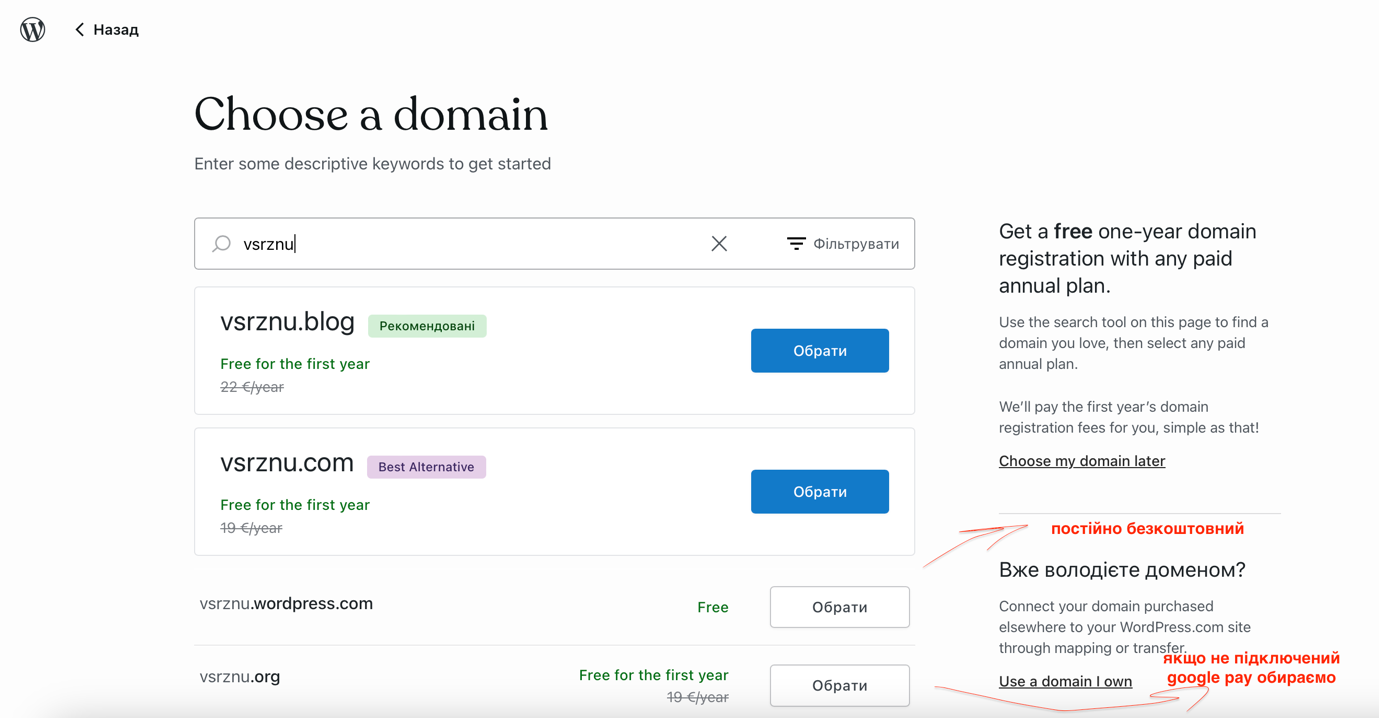 Назад
Choose a domain
Enter some descriptive keywords to get started
vsrznu
Фільтрувати
vsrznu.blog Рекомендовані
Free for the first year
22 €/year
Обрати
vsrznu.com Best Alternative
Free for the first year
19 €/year
Обрати
vsrznu.wordpress.com Free Обрати
vsrznu.org Free for the first year
19 €/year
Обрати
Get a free one-year domain
registration with any paid
annual plan.
Use the search tool on this page to find a
domain you love, then select any paid
annual plan.
We’ll pay the first year’s domain
registration fees for you, simple as that!
Choose my domain later
постійно безкоштовний
Вже володієте доменом?
Connect your domain purchased
elsewhere to your WordPress.com site
through mapping or transfer.
якщо не підключений
google pay обираємо
Use a domain I own